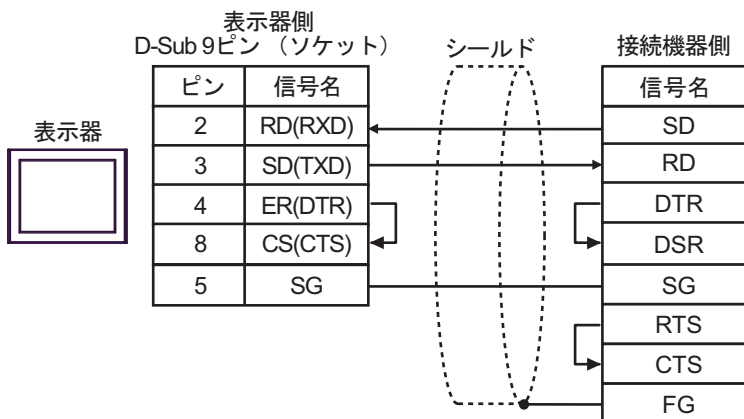 表示器側
D-Sub 9ピン （ソケット）
シールド
接続機器側
ピン 信号名
信号名
表示器
2 RD(RXD)
SD
3 SD(TXD)
RD
4 ER(DTR)
DTR
8 CS(CTS)
DSR
5 SG
SG
RTS
CTS
FG